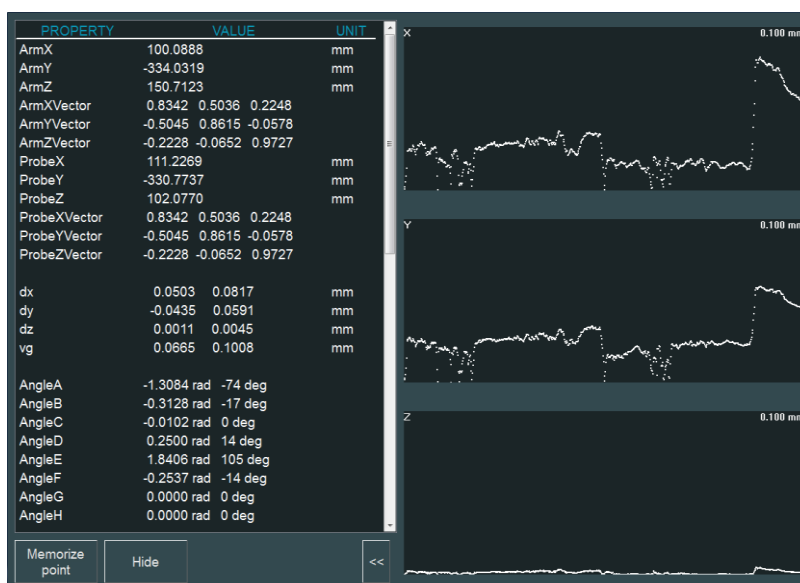 PROPERTY VALUE UNIT
ArmX 100.0888 mm
ArmY -334.0319 mm
ArmZ 150.7123 mm
ArmXVector 0.8342 0.5036 0.2248
ArmYVector -0.5045 0.8615 -0.0578
ArmZVector -0.2228 -0.0652 0.9727
ProbeX 111.2269 mm
ProbeY -330.7737 mm
ProbeZ 102.0770 mm
ProbeXVector 0.8342 0.5036 0.2248
ProbeYVector -0.5045 0.8615 -0.0578
ProbeZVector -0.2228 -0.0652 0.9727
dx 0.0503 0.0817 mm
dy -0.0435 0.0591 mm
dz 0.0011 0.0045 mm
vg 0.0665 0.1008 mm
AngleA -1.3084 rad -74 deg
AngleB -0.3128 rad -17 deg
AngleC -0.0102 rad 0 deg
AngleD 0.2500 rad 14 deg
AngleE 1.8406 rad 105 deg
AngleF -0.2537 rad -14 deg
AngleG 0.0000 rad 0 deg
AngleH 0.0000 rad 0 deg
Memorize
point
Hide
<<
X 0.100 mm
Y 0.100 mm
Z 0.100 mm